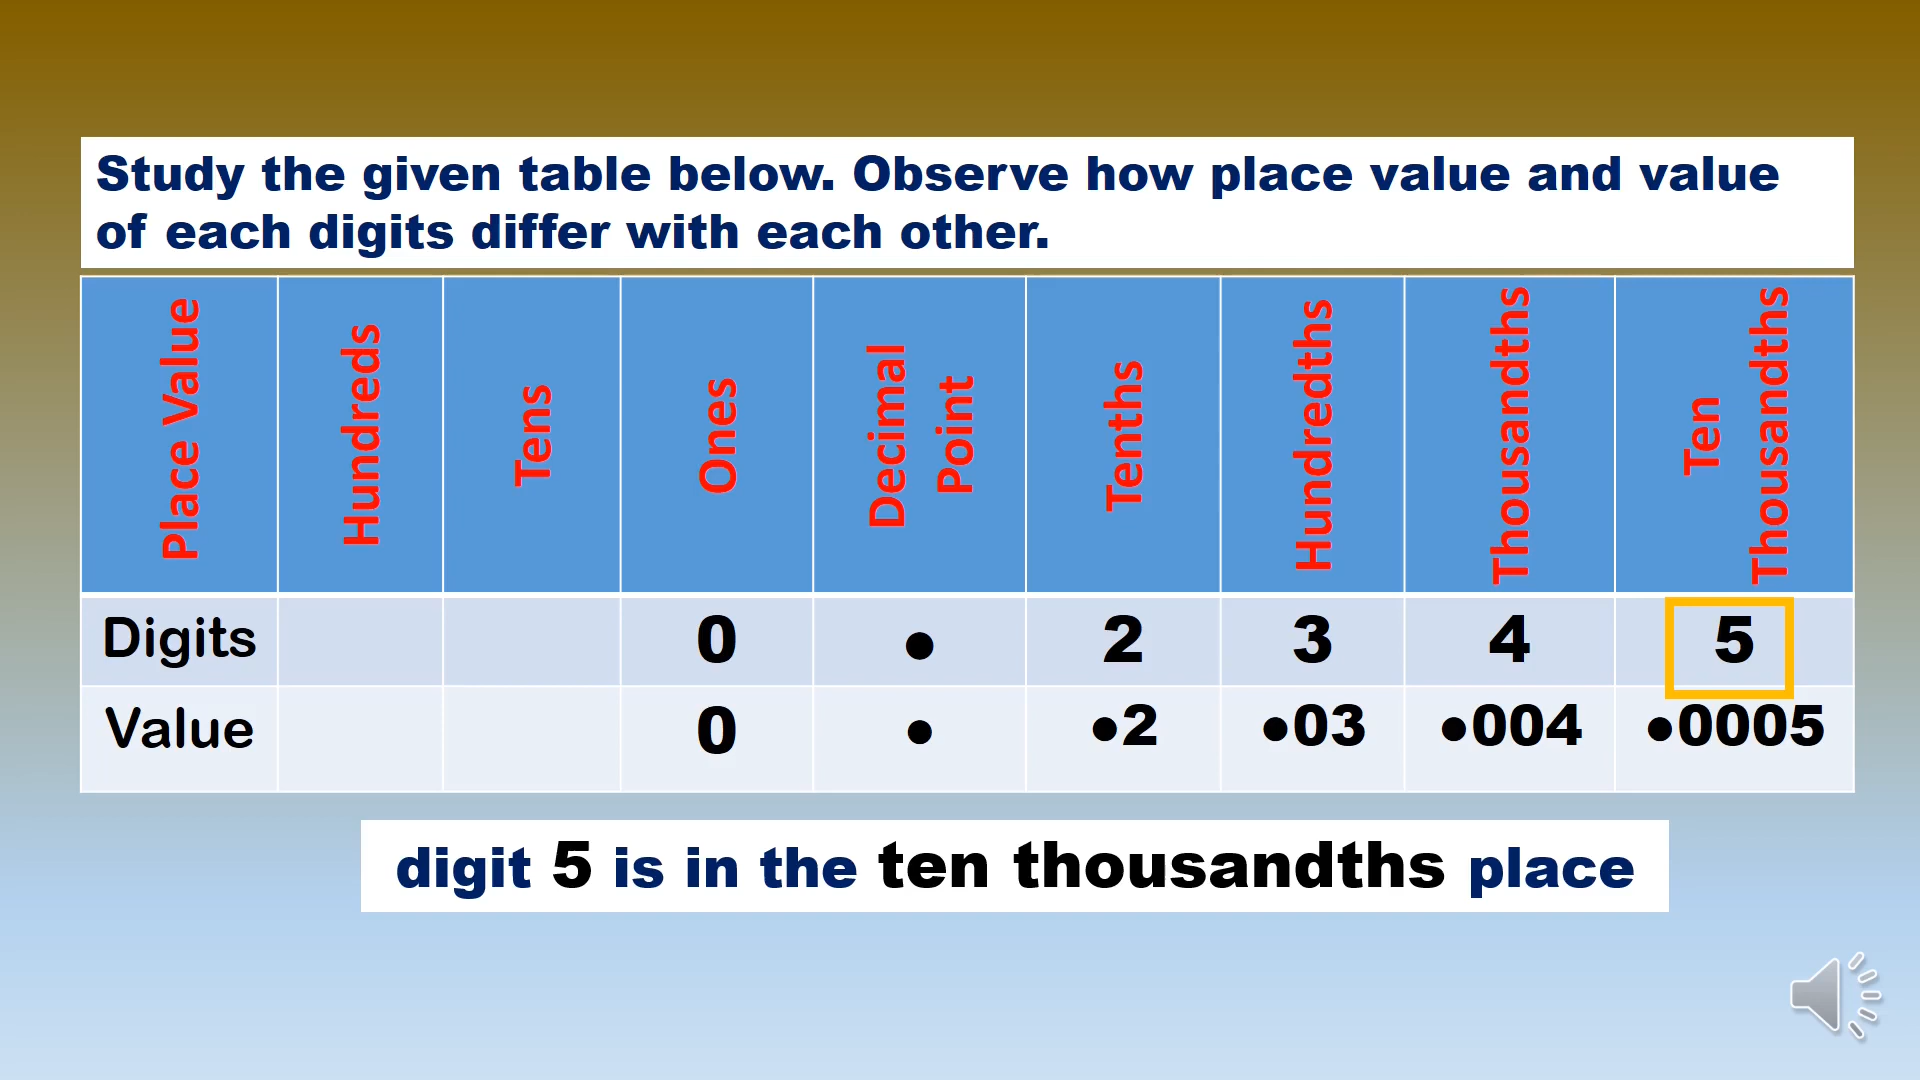 Study the given table below. Observe how place value and value
of each digits differ with each other.
Place Value Hundreds Tens Ones Decimal Point Tenths Hundredths Thousandths Ten Thousandths
Digits 0 • 2 3 4 5
Value 0 • •2 •03 •004 •0005
digit 5 is in the ten thousandths place